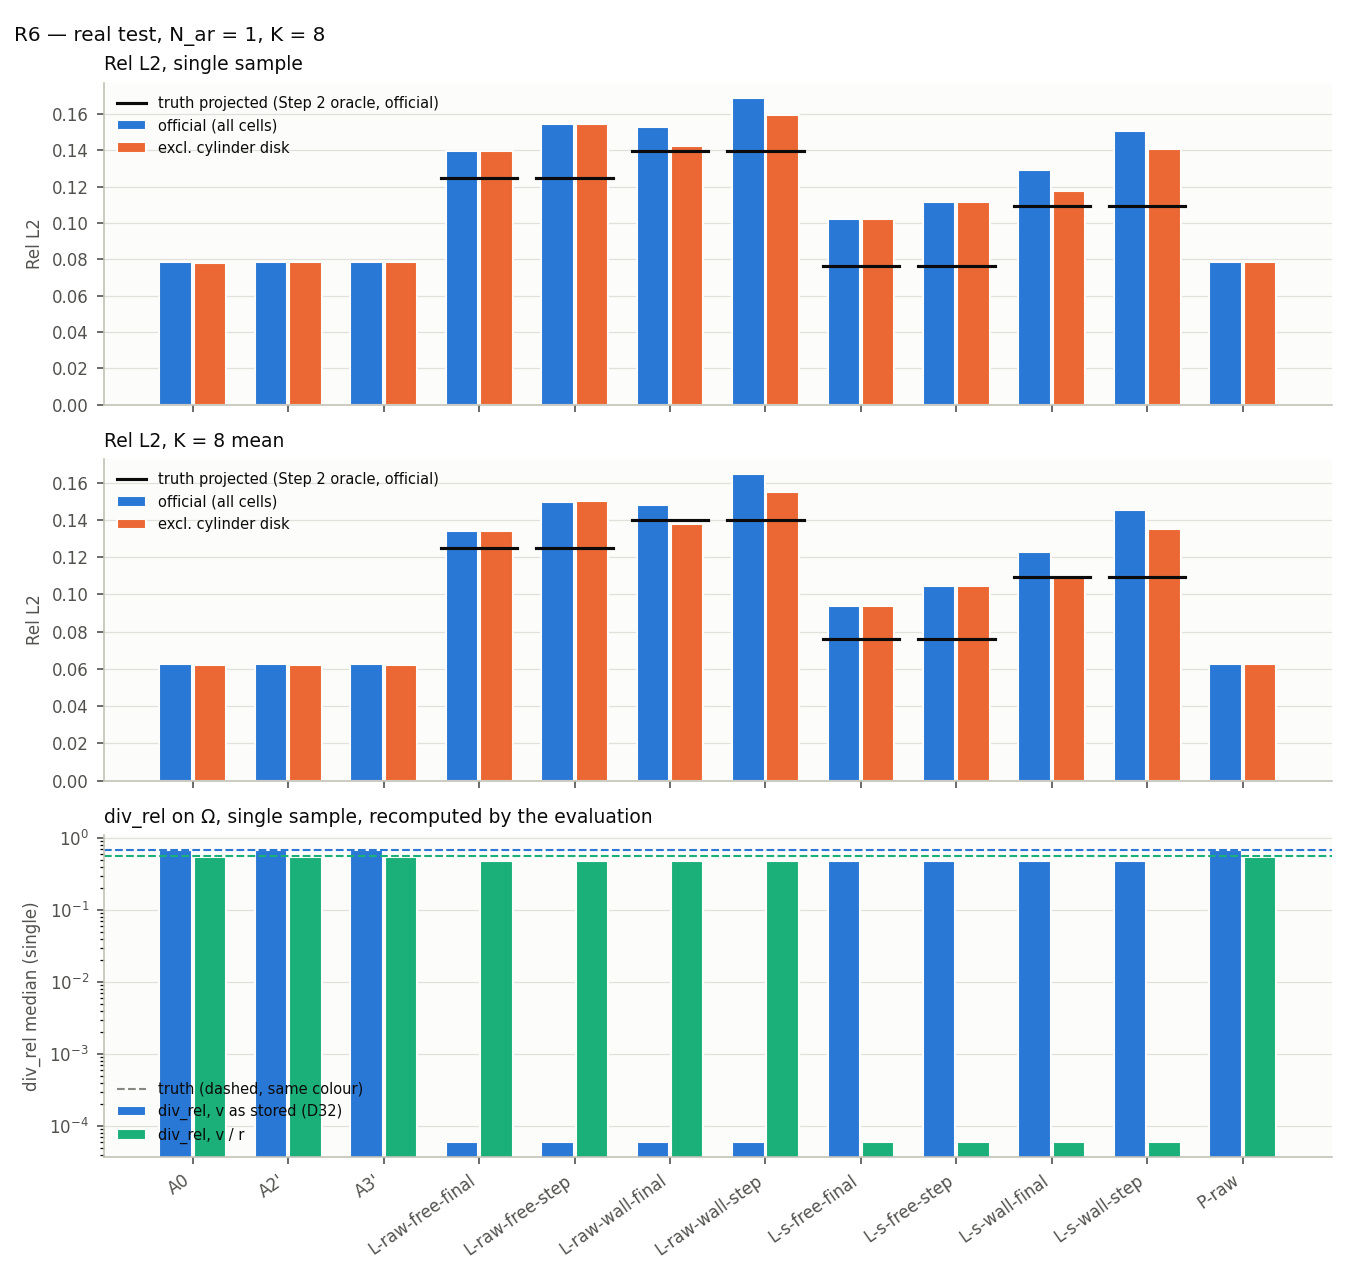 R6 — real test, N_ar = 1, K = 8
Rel L2, single sample
truth projected (Step 2 oracle, official)
official (all cells)
excl. cylinder disk
Rel L2
0.16
0.14
0.12
0.10
0.08
0.06
0.04
0.02
0.00
Rel L2, K = 8 mean
truth projected (Step 2 oracle, official)
official (all cells)
excl. cylinder disk
Rel L2
0.16
0.14
0.12
0.10
0.08
0.06
0.04
0.02
0.00
div_rel on Ω, single sample, recomputed by the evaluation
div_rel median (single)
10⁰
10⁻¹
10⁻²
10⁻³
10⁻⁴
truth (dashed, same colour)
div_rel, v as stored (D32)
div_rel, v / r
A0
A2'
A3'
L-raw-free-final
L-raw-free-step
L-raw-wall-final
L-raw-wall-step
L-s-free-final
L-s-free-step
L-s-wall-final
L-s-wall-step
P-raw